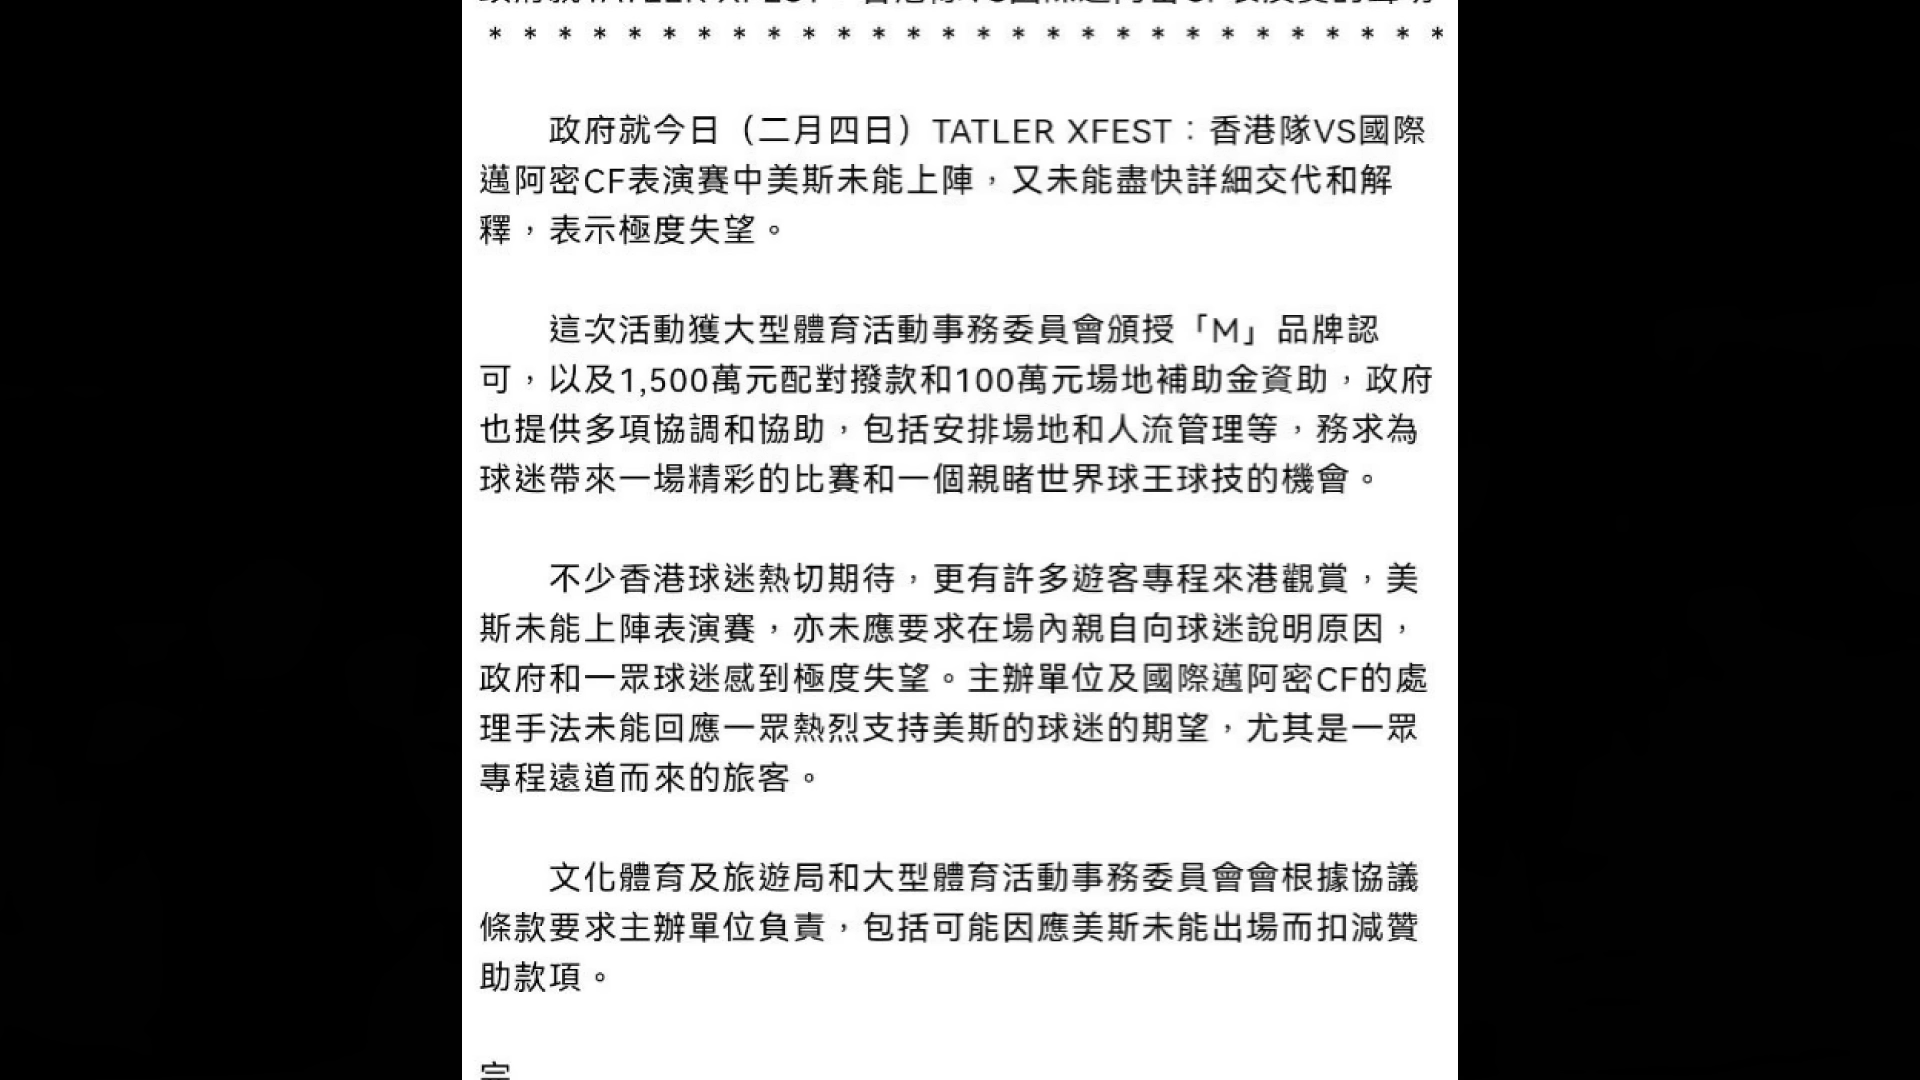 * * * * * * * * * * * * * * * * * * * * * * * * * * * *
政府就今日（二月四日）TATLER XFEST：香港隊VS國際
邁阿密CF表演賽中美斯未能上陣，又未能盡快詳細交代和解
釋，表示極度失望。
這次活動獲大型體育活動事務委員會頒授「M」品牌認
可，以及1,500萬元配對撥款和100萬元場地補助金資助，政府
也提供多項協調和協助，包括安排場地和人流管理等，務求為
球迷帶來一場精彩的比賽和一個親睹世界球王球技的機會。
不少香港球迷熱切期待，更有許多遊客專程來港觀賞，美
斯未能上陣表演賽，亦未應要求在場內親自向球迷說明原因，
政府和一眾球迷感到極度失望。主辦單位及國際邁阿密CF的處
理手法未能回應一眾熱烈支持美斯的球迷的期望，尤其是一眾
專程遠道而來的旅客。
文化體育及旅遊局和大型體育活動事務委員會會根據協議
條款要求主辦單位負責，包括可能因應美斯未能出場而扣減贊
助款項。